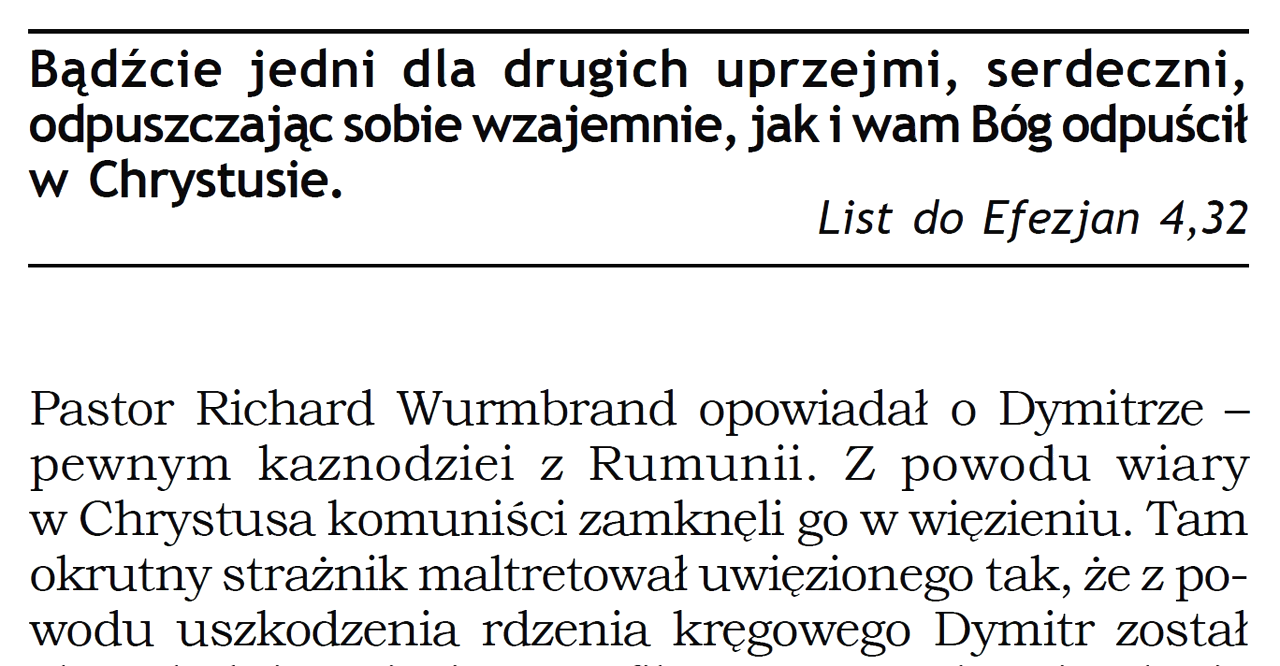 Bądźcie jedni dla drugich uprzejmi, serdeczni,
odpuszczając sobie wzajemnie, jak i wam Bóg odpuścił
w Chrystusie.
List do Efezjan 4,32
Pastor Richard Wurmbrand opowiadał o Dymitrze –
pewnym kaznodziei z Rumunii. Z powodu wiary
w Chrystusa komuniści zamknęli go w więzieniu. Tam
okrutny strażnik maltretował uwięzionego tak, że z po-
wodu uszkodzenia rdzenia kręgowego Dymitr został